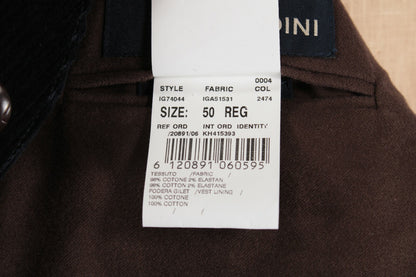 DINI
0004
STYLE FABRIC COL
IG74044 IGA51531 2474
SIZE: 50 REG
REF ORD INT ORD IDENTITY
/20891/06 KH415393
6 120891 060595
TESSUTO /FABRIC /
98% COTONE 2% ELASTAN
98% COTTON 2% ELASTANE
FODERA GILET /VEST LINING /
100% COTONE
100% COTTON